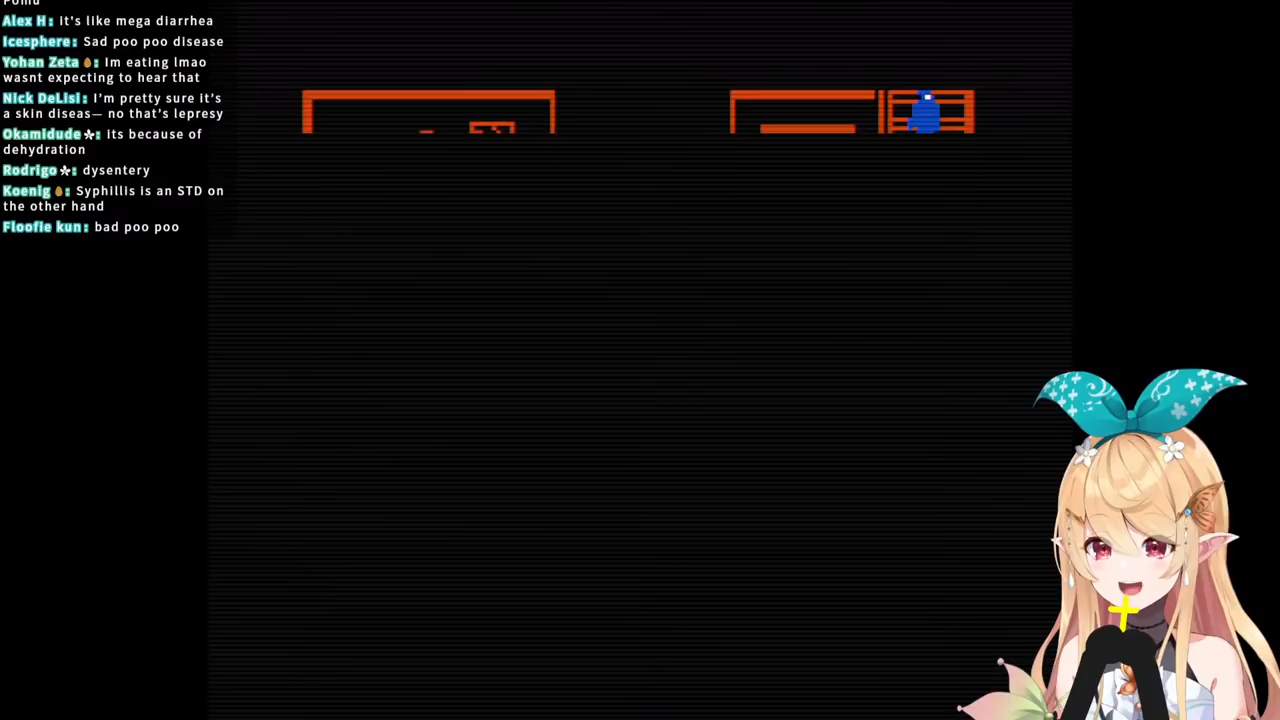 Pomu
Alex H: it's like mega diarrhea
Icesphere: Sad poo poo disease
Yohan Zeta: Im eating lmao
wasnt expecting to hear that
Nick DeLisi: I'm pretty sure it's
a skin diseas— no that's lepresy
Okamidude: its because of
dehydration
Rodrigo: dysentery
Koenig: Syphillis is an STD on
the other hand
Floofie kun: bad poo poo